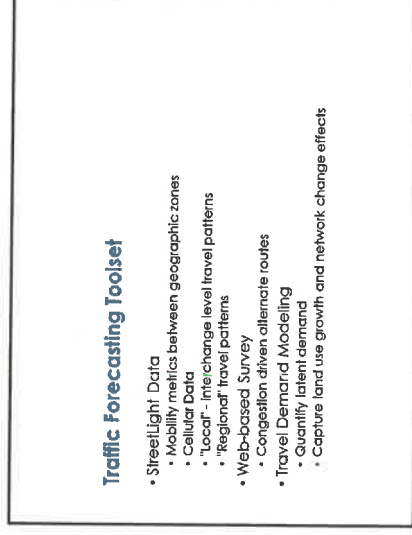 Traffic Forecasting Toolset
• StreetLight Data
• Mobility metrics between geographic zones
• Cellular Data
• "Local" - Interchange level travel patterns
• "Regional" travel patterns
• Web-based Survey
• Congestion driven alternate routes
• Travel Demand Modeling
• Quantify latent demand
• Capture land use growth and network change effects